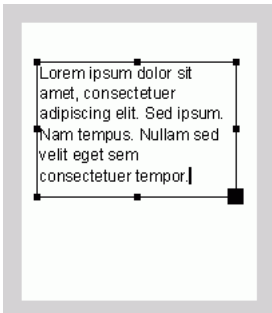 Lorem ipsum dolor sit
amet, consectetuer
adipiscing elit. Sed ipsum.
Nam tempus. Nullam sed
velit eget sem
consectetuer tempor.